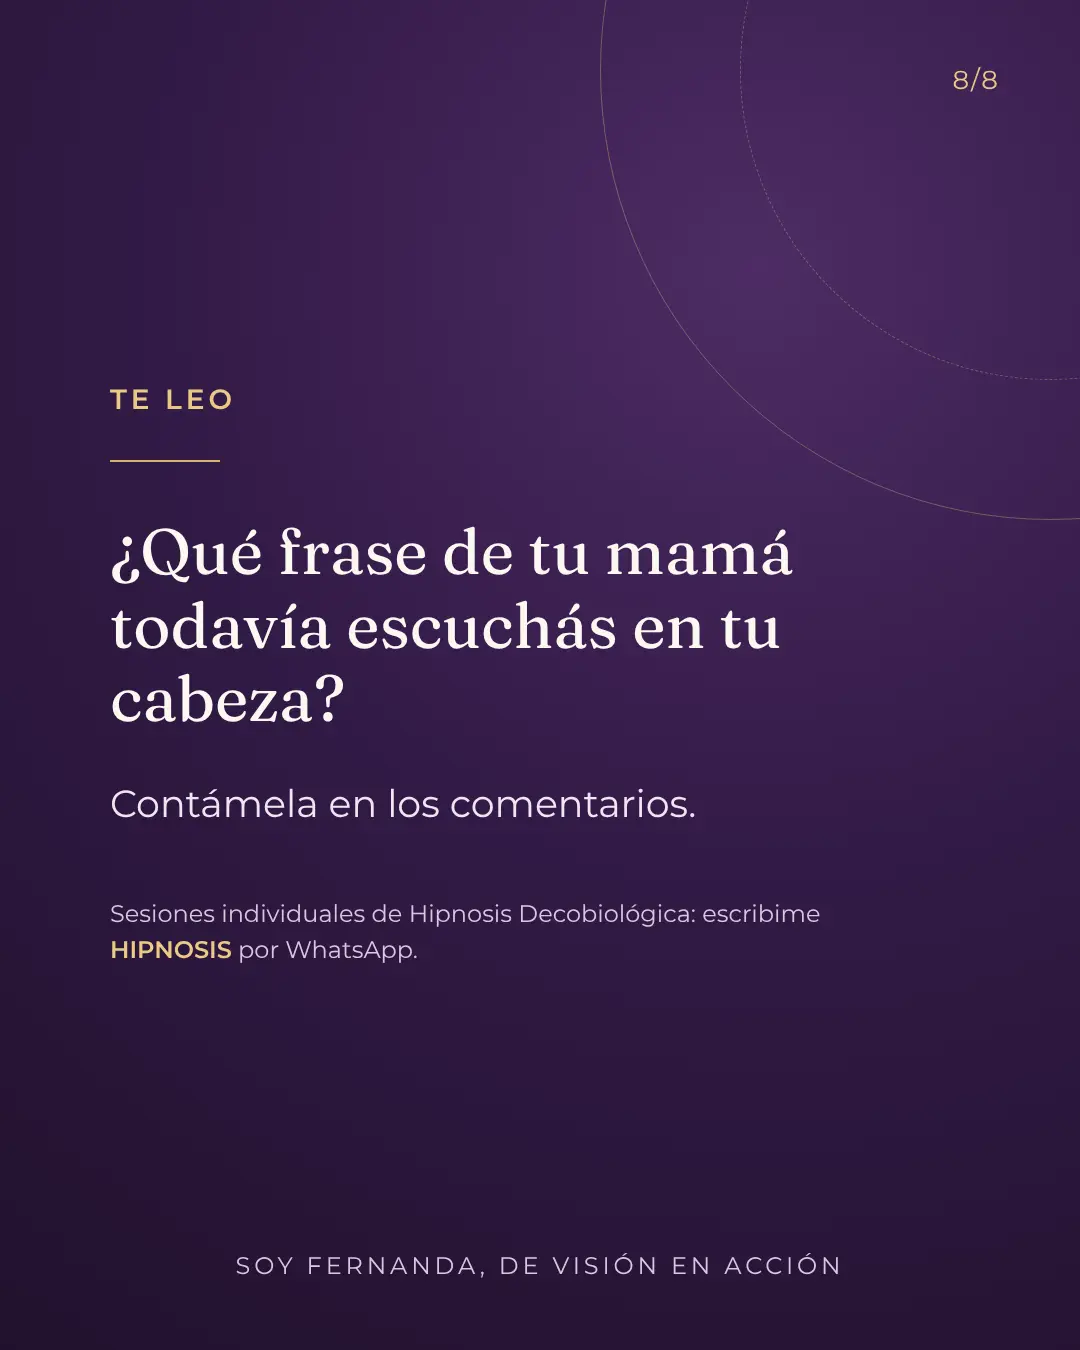 8/8
TE LEO
¿Qué frase de tu mamá
todavía escuchás en tu
cabeza?
Contámela en los comentarios.
Sesiones individuales de Hipnosis Decobiológica: escribime
HIPNOSIS por WhatsApp.
SOY FERNANDA, DE VISIÓN EN ACCIÓN